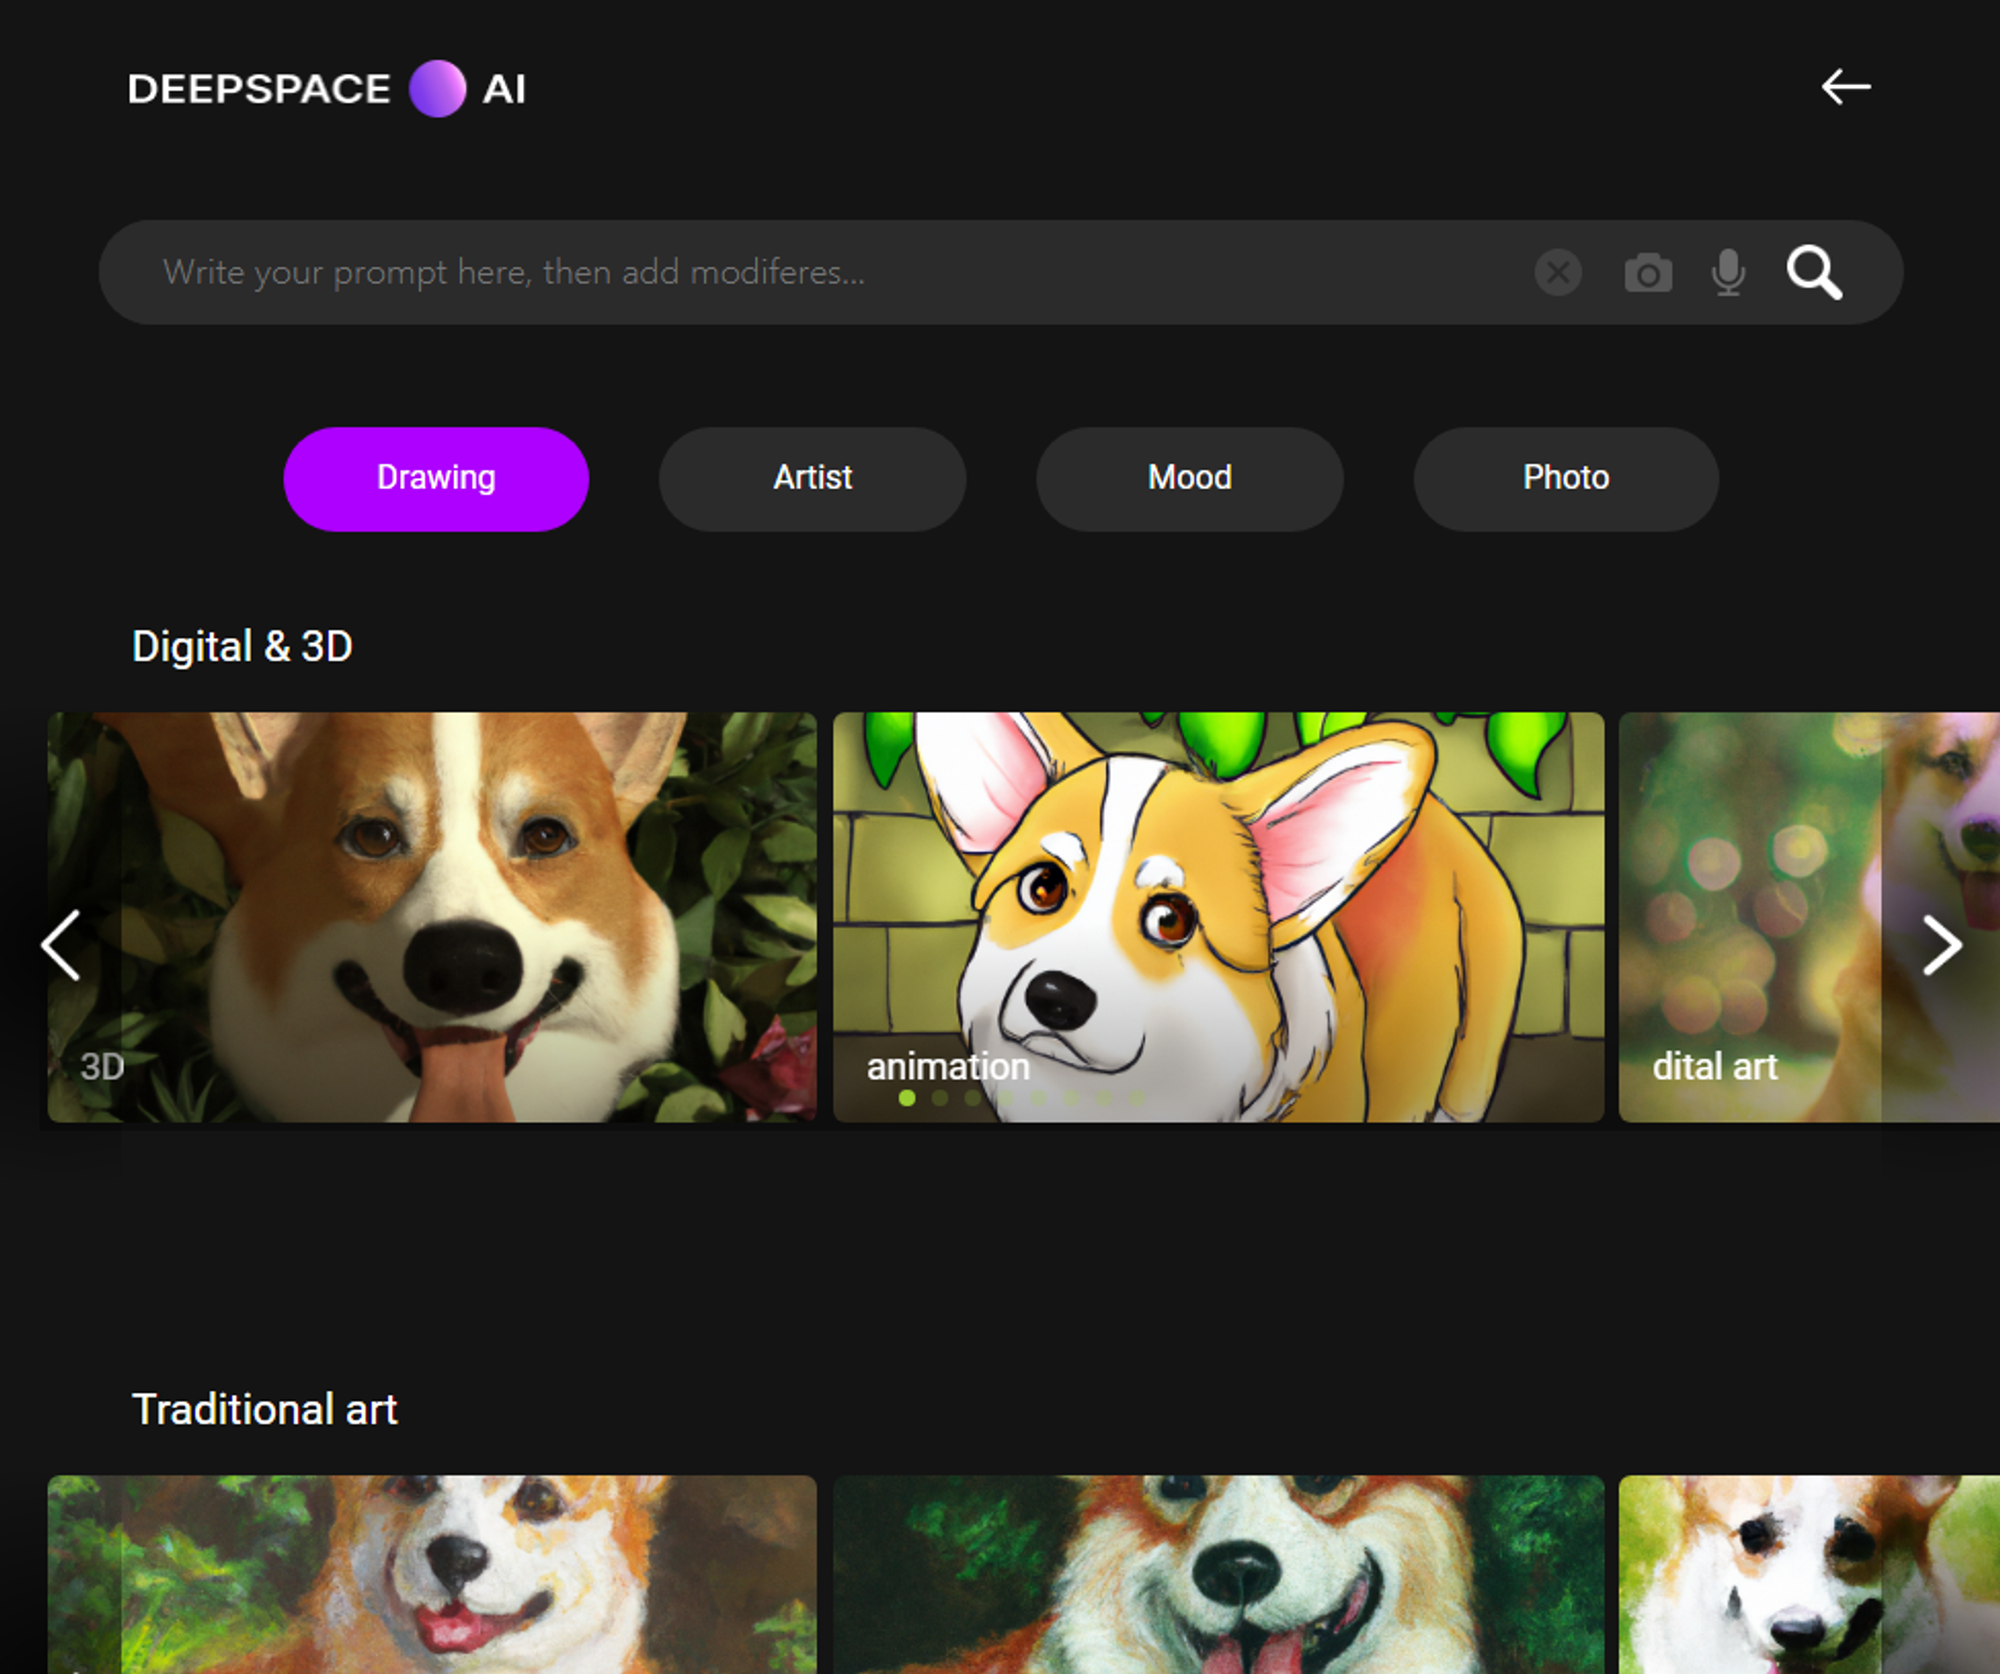 DEEPSPACE AI
Write your prompt here, then add modiferes...
Drawing
Artist
Mood
Photo
Digital & 3D
3D
animation
dital art
Traditional art